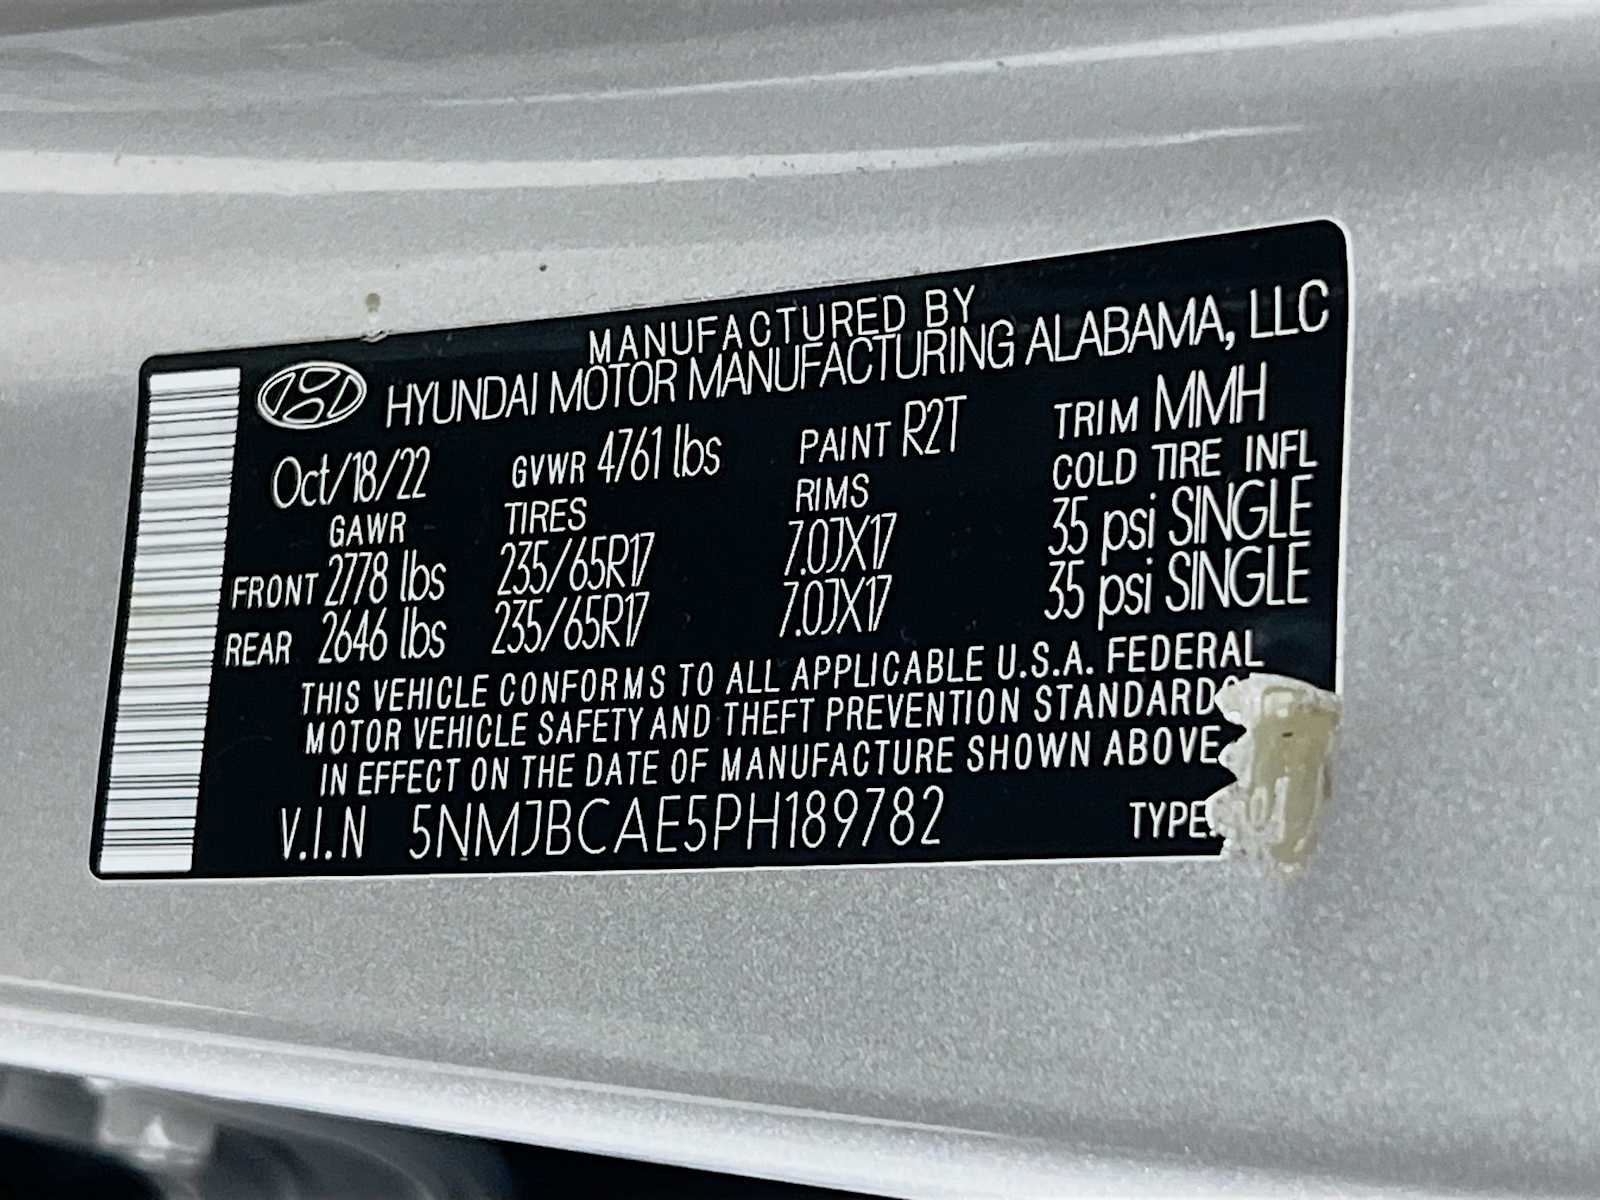 MANUFACTURED BY
HYUNDAI MOTOR MANUFACTURING ALABAMA, LLC
Oct/18/22 GVWR 4761 lbs PAINT R2T TRIM MMH
GAWR TIRES RIMS COLD TIRE INFL
FRONT 2778 lbs 235/65R17 7.0JX17 35 psi SINGLE
REAR 2646 lbs 235/65R17 7.0JX17 35 psi SINGLE
THIS VEHICLE CONFORMS TO ALL APPLICABLE U.S.A. FEDERAL
MOTOR VEHICLE SAFETY AND THEFT PREVENTION STANDARDS
IN EFFECT ON THE DATE OF MANUFACTURE SHOWN ABOVE
V.I.N 5NMJBCAE5PH189782 TYPE: